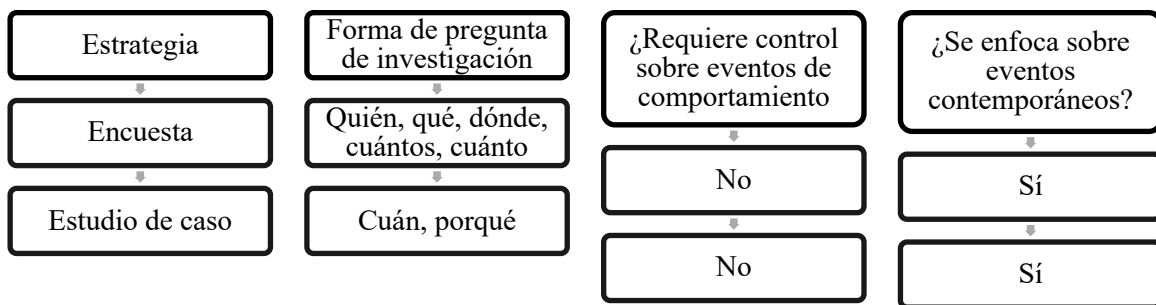 Estrategia
Encuesta
Estudio de caso
Forma de pregunta
de investigación
Quién, qué, dónde,
cuántos, cuánto
Cuán, porqué
¿Requiere control
sobre eventos de
comportamiento
No
No
¿Se enfoca sobre
eventos
contemporáneos?
Sí
Sí